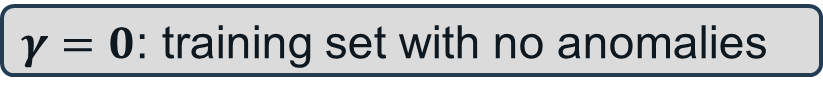 γ = 0: training set with no anomalies